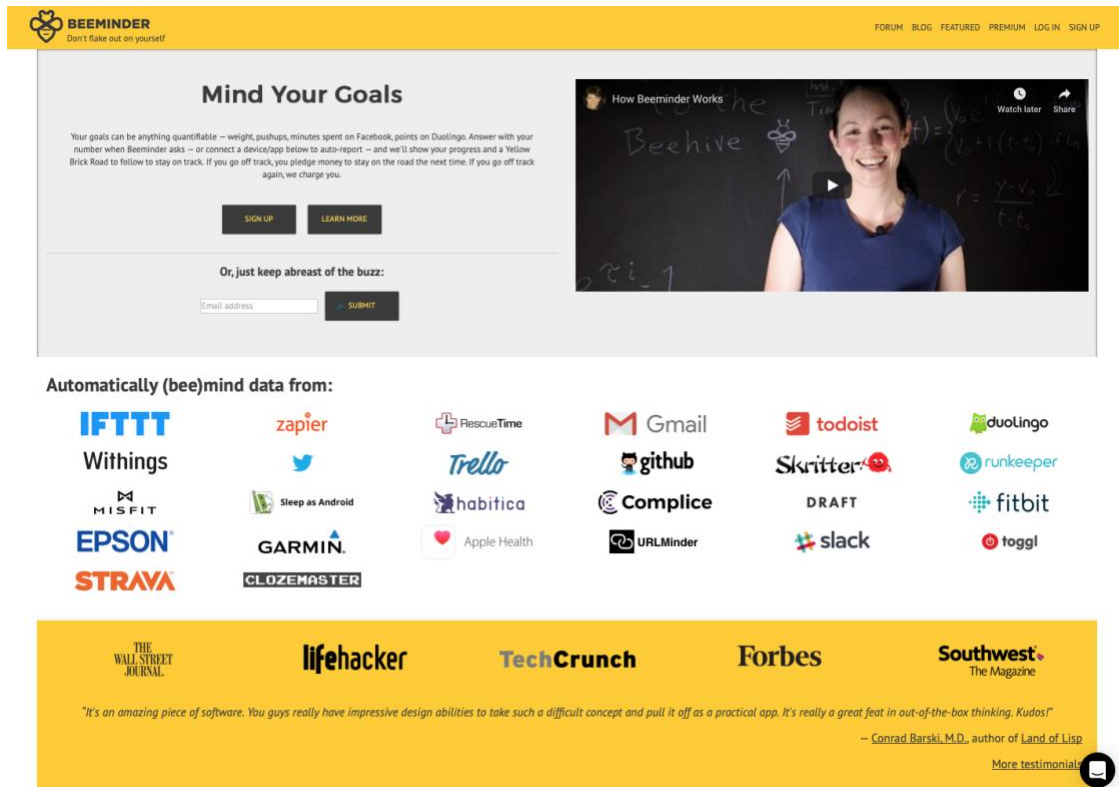 BEEMINDER
Don't flake out on yourself
FORUM BLOG FEATURED PREMIUM LOG IN SIGN UP
Mind Your Goals
Your goals can be anything quantifiable — weight, pushups, minutes spent on Facebook, points on Duolingo. Answer with your
number when Beeminder asks — or connect a device/app below to auto-report — and we'll show your progress and a Yellow
Brick Road to follow to stay on track. If you go off track, you pledge money to stay on the road the next time. If you go off track
again, we charge you.
SIGN UP LEARN MORE
Or, just keep abreast of the buzz:
Email address SUBMIT
How Beeminder Works
Watch later Share
to the
Beehive
Automatically (bee)mind data from:
IFTTT zapier RescueTime Gmail todoist duolingo
Withings Trello github Skritter runkeeper
MISFIT Sleep as Android habitica Complice DRAFT fitbit
EPSON GARMIN. Apple Health URLMinder slack toggl
STRAVA CLOZEMASTER
THE
WALL STREET
JOURNAL.
lifehacker TechCrunch Forbes Southwest
The Magazine
"It's an amazing piece of software. You guys really have impressive design abilities to take such a difficult concept and pull it off as a practical app. It's really a great feat in out-of-the-box thinking. Kudos!"
— Conrad Barski, M.D., author of Land of Lisp
More testimonials